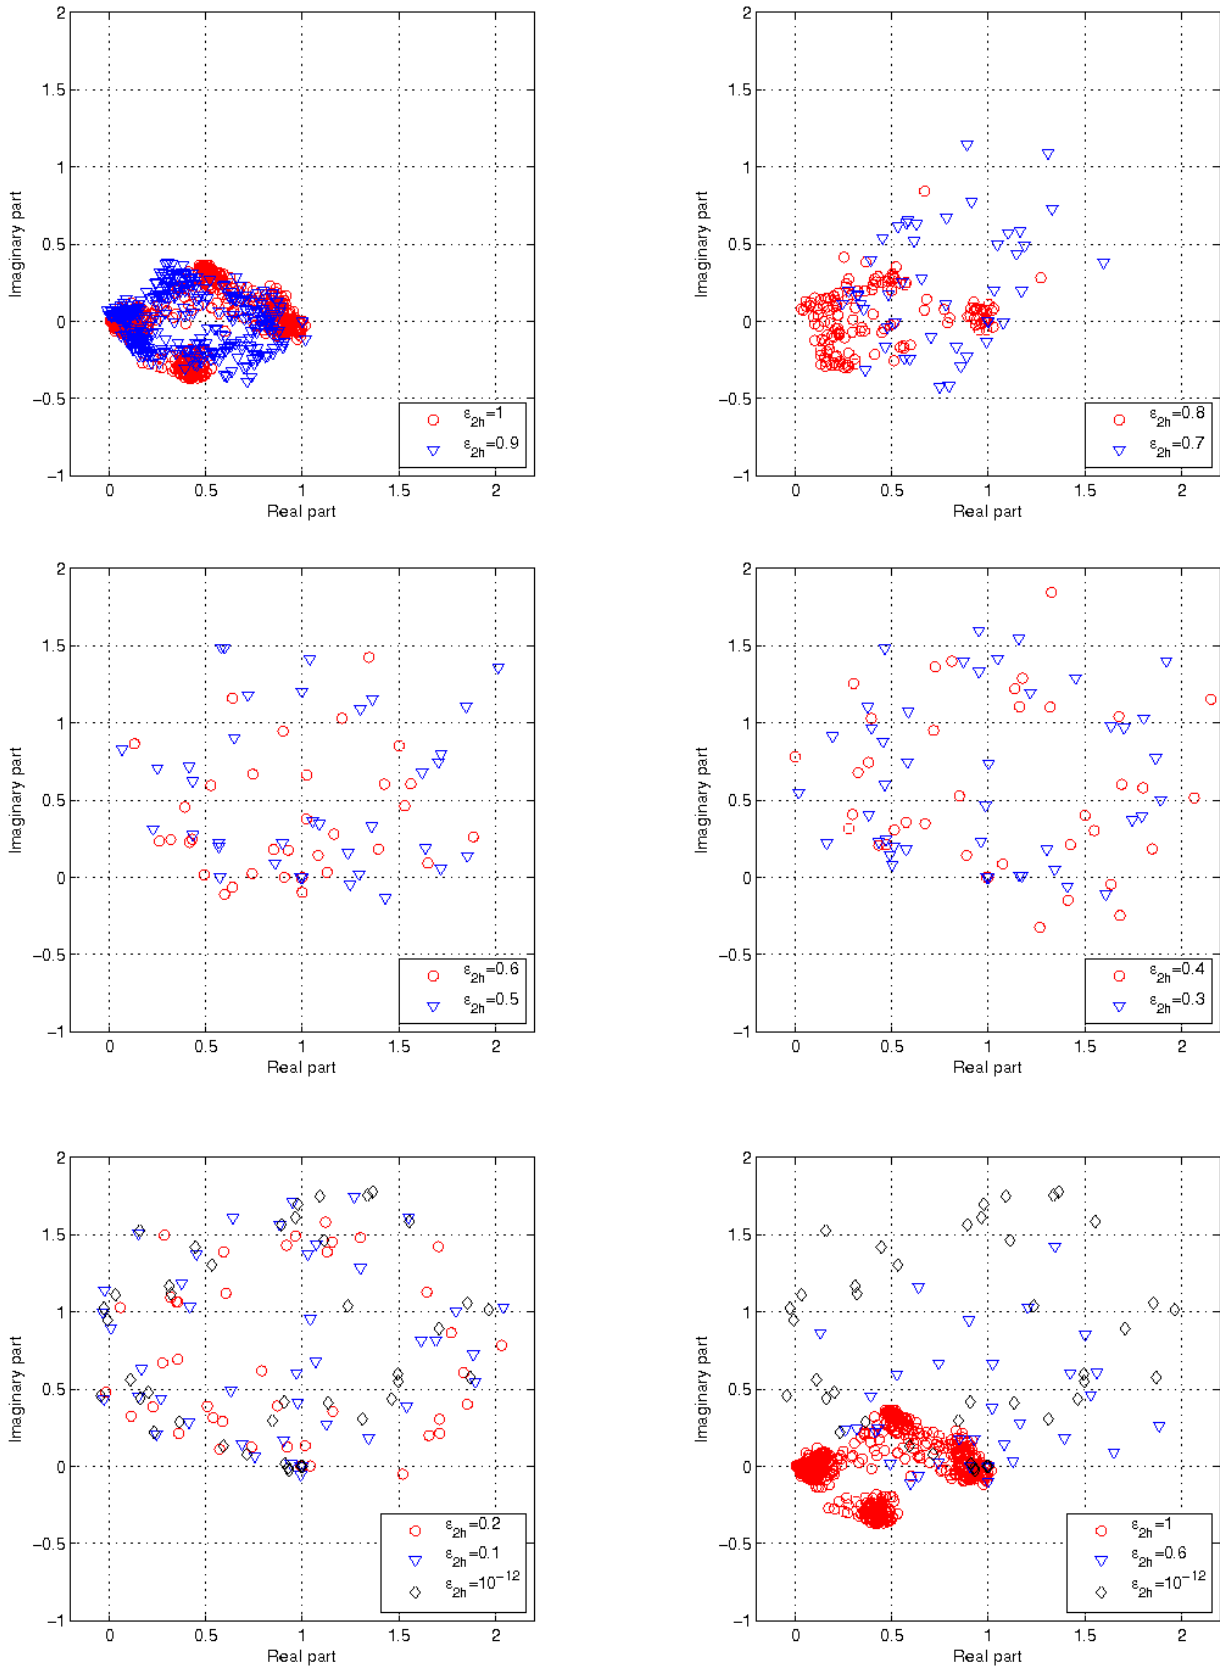 2
1.5
1
0.5
0
−0.5
−1
0 0.5 1 1.5 2
Imaginary part
Real part
ε2h=1
ε2h=0.9
2
1.5
1
0.5
0
−0.5
−1
0 0.5 1 1.5 2
Imaginary part
Real part
ε2h=0.8
ε2h=0.7
2
1.5
1
0.5
0
−0.5
−1
0 0.5 1 1.5 2
Imaginary part
Real part
ε2h=0.6
ε2h=0.5
2
1.5
1
0.5
0
−0.5
−1
0 0.5 1 1.5 2
Imaginary part
Real part
ε2h=0.4
ε2h=0.3
2
1.5
1
0.5
0
−0.5
−1
0 0.5 1 1.5 2
Imaginary part
Real part
ε2h=0.2
ε2h=0.1
ε2h=10−12
2
1.5
1
0.5
0
−0.5
−1
0 0.5 1 1.5 2
Imaginary part
Real part
ε2h=1
ε2h=0.6
ε2h=10−12